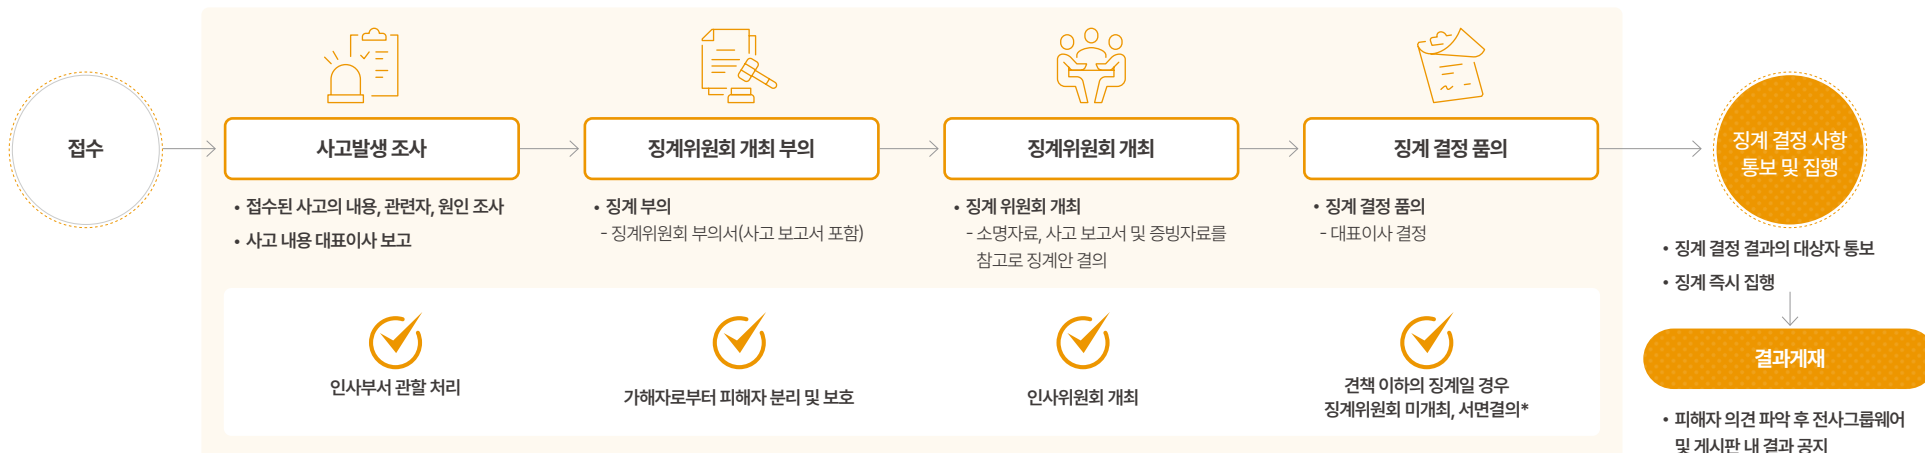 접수
사고발생 조사
• 접수된 사고의 내용, 관련자, 원인 조사
• 사고 내용 대표이사 보고
인사부서 관할 처리
징계위원회 개최 부의
• 징계 부의
- 징계위원회 부의서(사고 보고서 포함)
가해자로부터 피해자 분리 및 보호
징계위원회 개최
• 징계 위원회 개최
- 소명자료, 사고 보고서 및 증빙자료를
참고로 징계안 결의
인사위원회 개최
징계 결정 품의
• 징계 결정 품의
- 대표이사 결정
견책 이하의 징계일 경우
징계위원회 미개최, 서면결의*
징계 결정 사항
통보 및 집행
• 징계 결정 결과의 대상자 통보
• 징계 즉시 집행
결과게재
• 피해자 의견 파악 후 전사그룹웨어
및 게시판 내 결과 공지